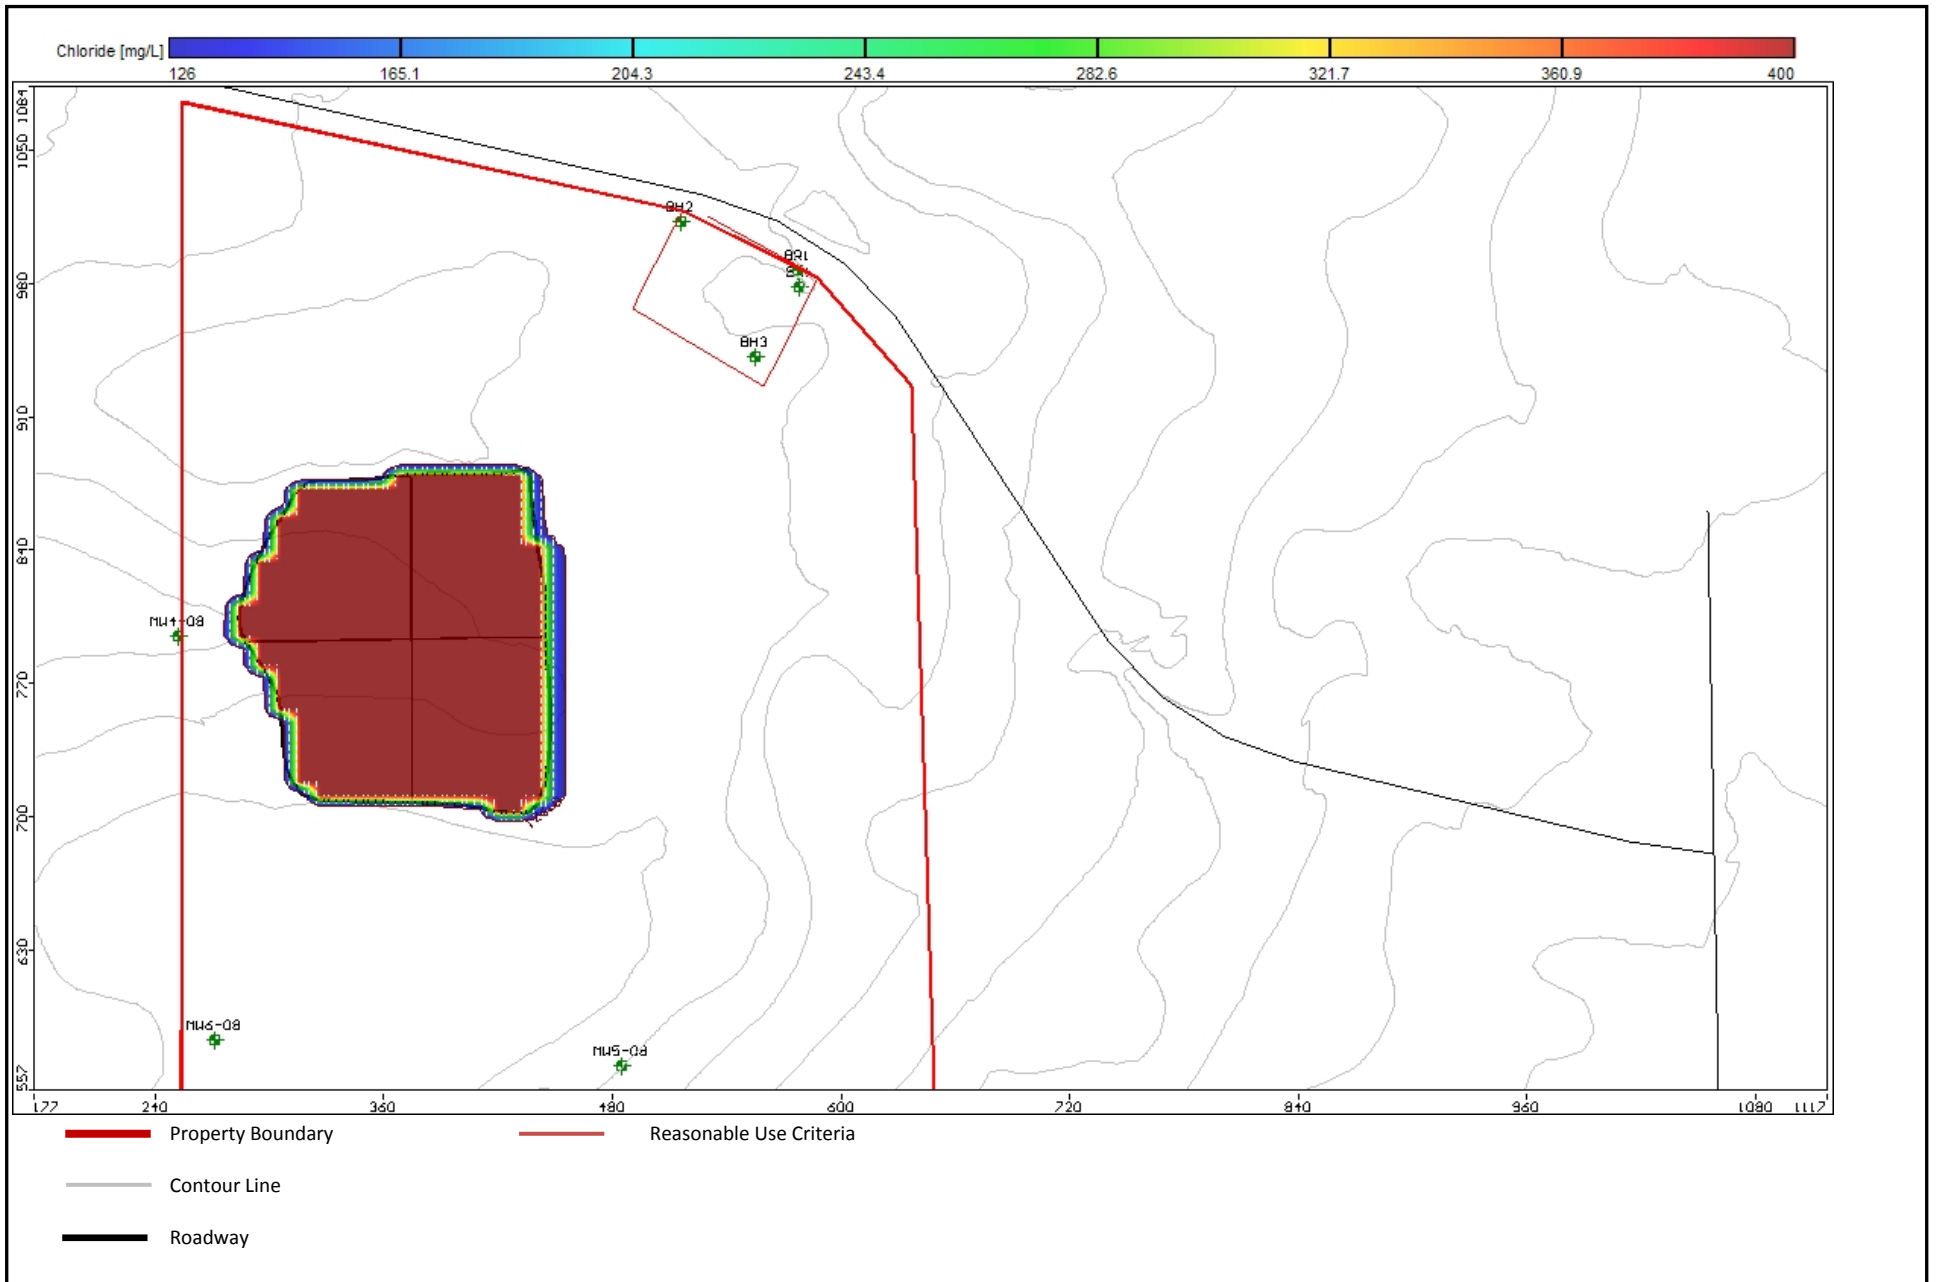 Chloride [mg/L]
126 165.1 204.3 243.4 282.6 321.7 360.9 400
1084
1050
980
910
840
770
700
630
557
BH2
BR1
BH3
MW4-08
MW6-08
MW5-08
177 240 360 480 600 720 840 960 1080 1117
Property Boundary Reasonable Use Criteria
Contour Line
Roadway